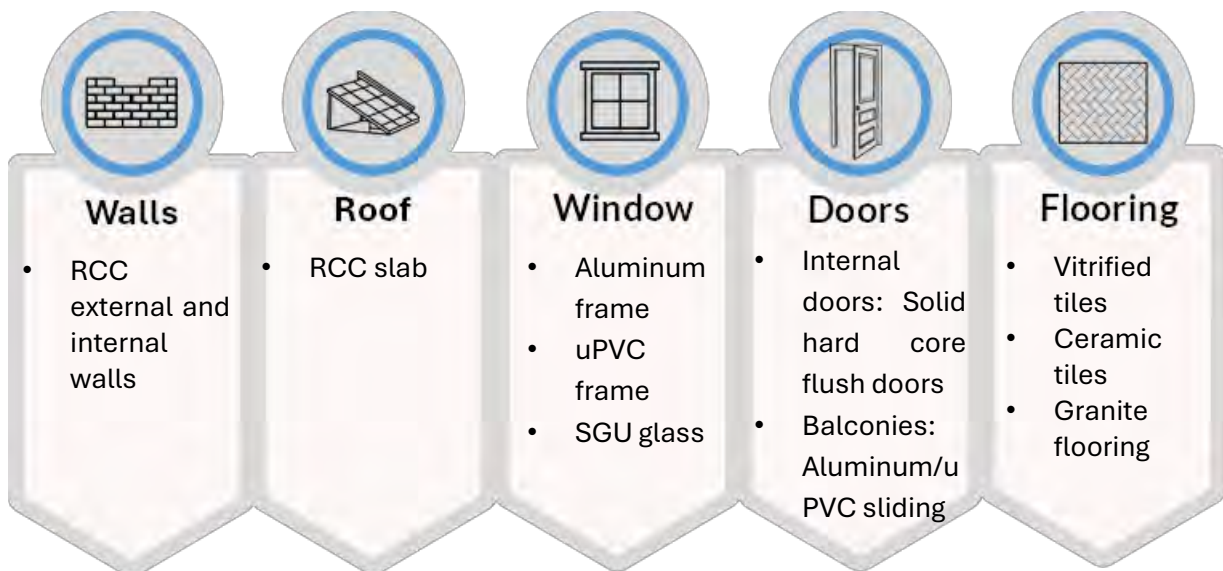 Walls
• RCC
external and
internal
walls
Roof
• RCC slab
Window
• Aluminum
frame
• uPVC
frame
• SGU glass
Doors
• Internal
doors: Solid
hard core
flush doors
• Balconies:
Aluminum/u
PVC sliding
Flooring
• Vitrified
tiles
• Ceramic
tiles
• Granite
flooring